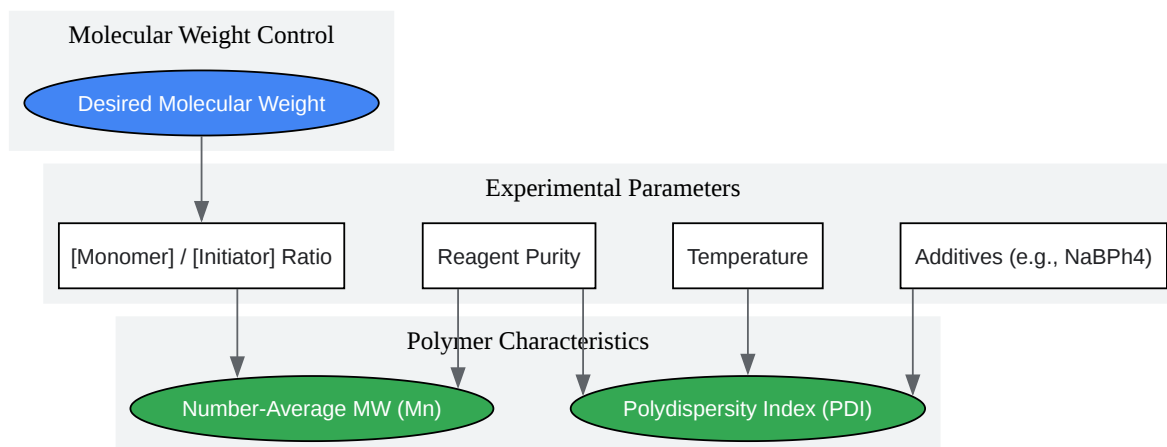 Molecular Weight Control
Desired Molecular Weight
Experimental Parameters
[Monomer] / [Initiator] Ratio
Reagent Purity
Temperature
Additives (e.g., NaBPh4)
Polymer Characteristics
Number-Average MW (Mn)
Polydispersity Index (PDI)